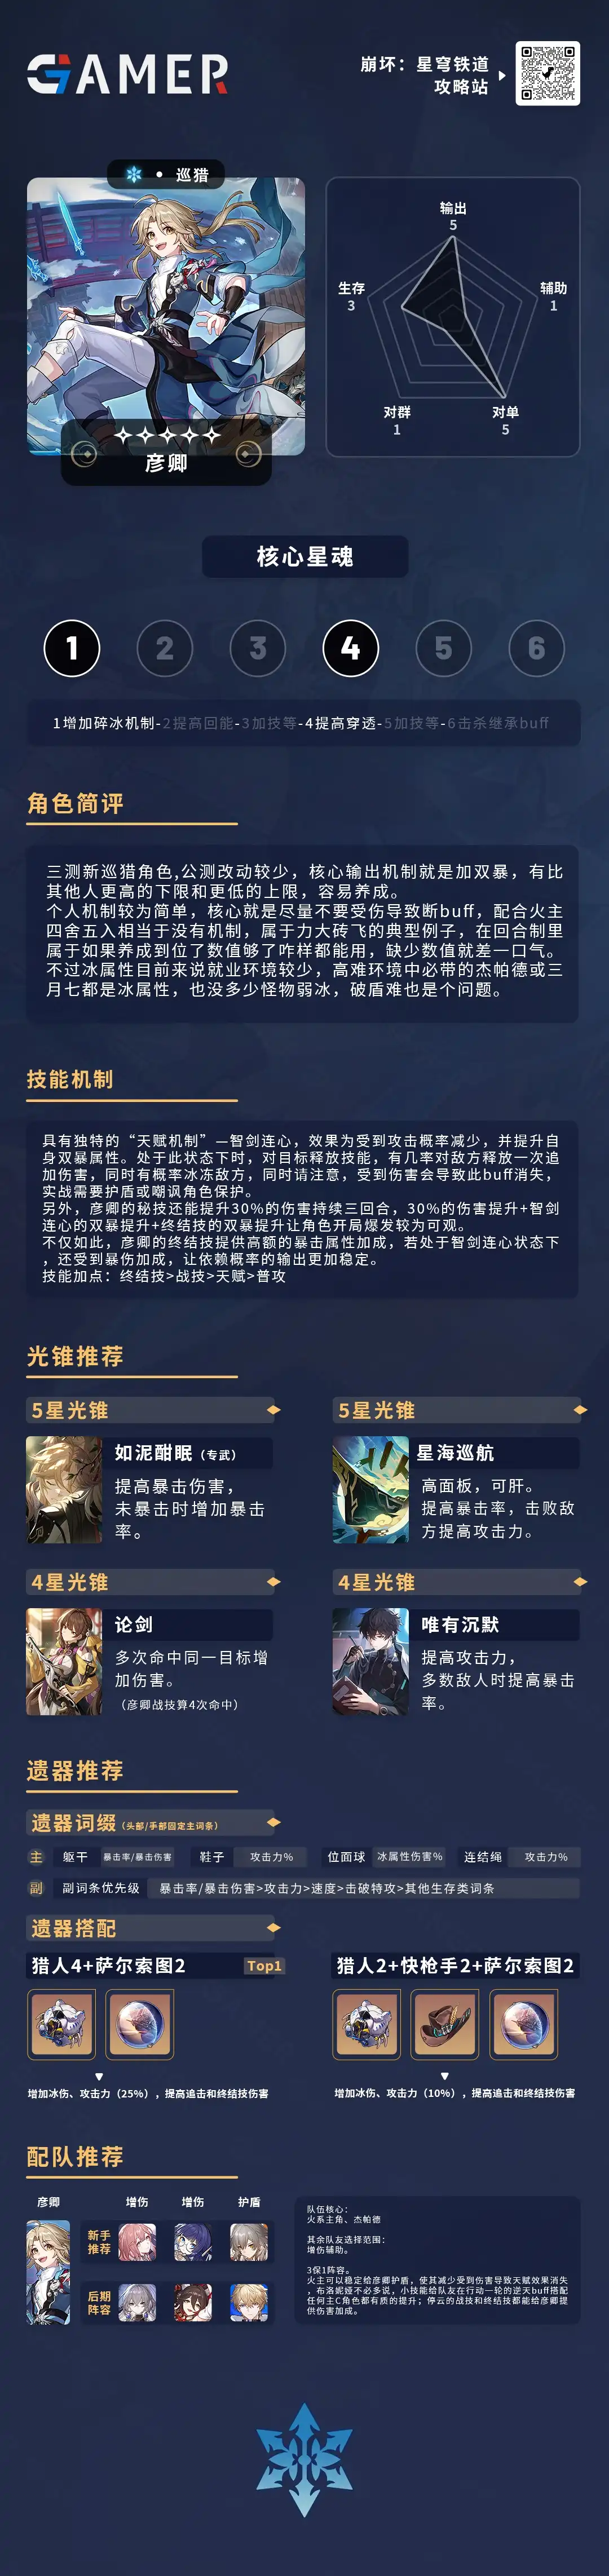 GAMER
崩坏：星穹铁道
攻略站
巡猎
彦卿
输出
5
生存
3
辅助
1
对群
1
对单
5
核心星魂
1 2 3 4 5 6
1增加碎冰机制-2提高回能-3加技等-4提高穿透-5加技等-6击杀继承buff
角色简评
三测新巡猎角色,公测改动较少，核心输出机制就是加双暴，有比
其他人更高的下限和更低的上限，容易养成。
个人机制较为简单，核心就是尽量不要受伤导致断buff，配合火主
四舍五入相当于没有机制，属于力大砖飞的典型例子，在回合制里
属于如果养成到位了数值够了咋样都能用，缺少数值就差一口气。
不过冰属性目前来说就业环境较少，高难环境中必带的杰帕德或三
月七都是冰属性，也没多少怪物弱冰，破盾难也是个问题。
技能机制
具有独特的“天赋机制”—智剑连心，效果为受到攻击概率减少，并提升自
身双暴属性。处于此状态下时，对目标释放技能，有几率对敌方释放一次追
加伤害，同时有概率冰冻敌方，同时请注意，受到伤害会导致此buff消失，
实战需要护盾或嘲讽角色保护。
另外，彦卿的秘技还能提升30%的伤害持续三回合，30%的伤害提升+智剑
连心的双暴提升+终结技的双暴提升让角色开局爆发较为可观。
不仅如此，彦卿的终结技提供高额的暴击属性加成，若处于智剑连心状态下
，还受到暴伤加成，让依赖概率的输出更加稳定。
技能加点：终结技>战技>天赋>普攻
光锥推荐
5星光锥
如泥酣眠（专武）
提高暴击伤害，
未暴击时增加暴击
率。
5星光锥
星海巡航
高面板，可肝。
提高暴击率，击败敌
方提高攻击力。
4星光锥
论剑
多次命中同一目标增
加伤害。
（彦卿战技算4次命中）
4星光锥
唯有沉默
提高攻击力，
多数敌人时提高暴击
率。
遗器推荐
遗器词缀（头部/手部固定主词条）
主 躯干 暴击率/暴击伤害 鞋子 攻击力% 位面球 冰属性伤害% 连结绳 攻击力%
副 副词条优先级 暴击率/暴击伤害>攻击力>速度>击破特攻>其他生存类词条
遗器搭配
猎人4+萨尔索图2 Top1
增加冰伤、攻击力（25%），提高追击和终结技伤害
猎人2+快枪手2+萨尔索图2
增加冰伤、攻击力（10%），提高追击和终结技伤害
配队推荐
彦卿 增伤 增伤 护盾
新手
推荐
后期
阵容
队伍核心：
火系主角、杰帕德
其余队友选择范围：
增伤辅助。
3保1阵容。
火主可以稳定给彦卿护盾，使其减少受到伤害导致天赋效果消失
，布洛妮娅不必多说，小技能给队友在行动一轮的逆天buff搭配
任何主C角色都有质的提升；停云的战技和终结技都能给彦卿提
供伤害加成。